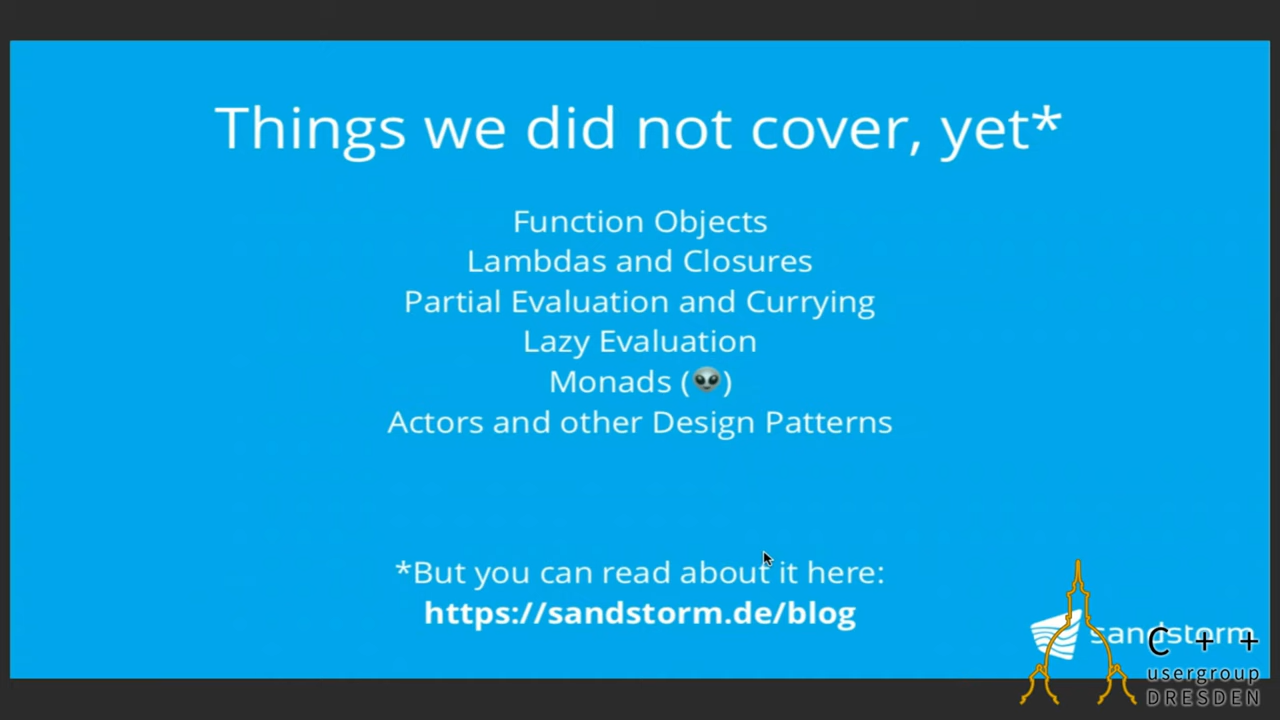 Things we did not cover, yet*
Function Objects
Lambdas and Closures
Partial Evaluation and Currying
Lazy Evaluation
Monads (👽)
Actors and other Design Patterns
*But you can read about it here:
https://sandstorm.de/blog
sandstorm
C + +
usergroup
DRESDEN